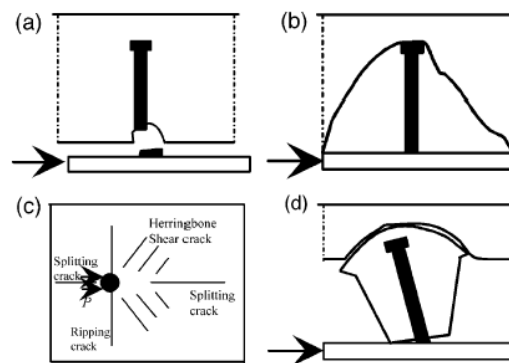 (a)
(b)
(c)
Herringbone
Shear crack
Splitting
crack
P
Splitting
crack
Ripping
crack
(d)